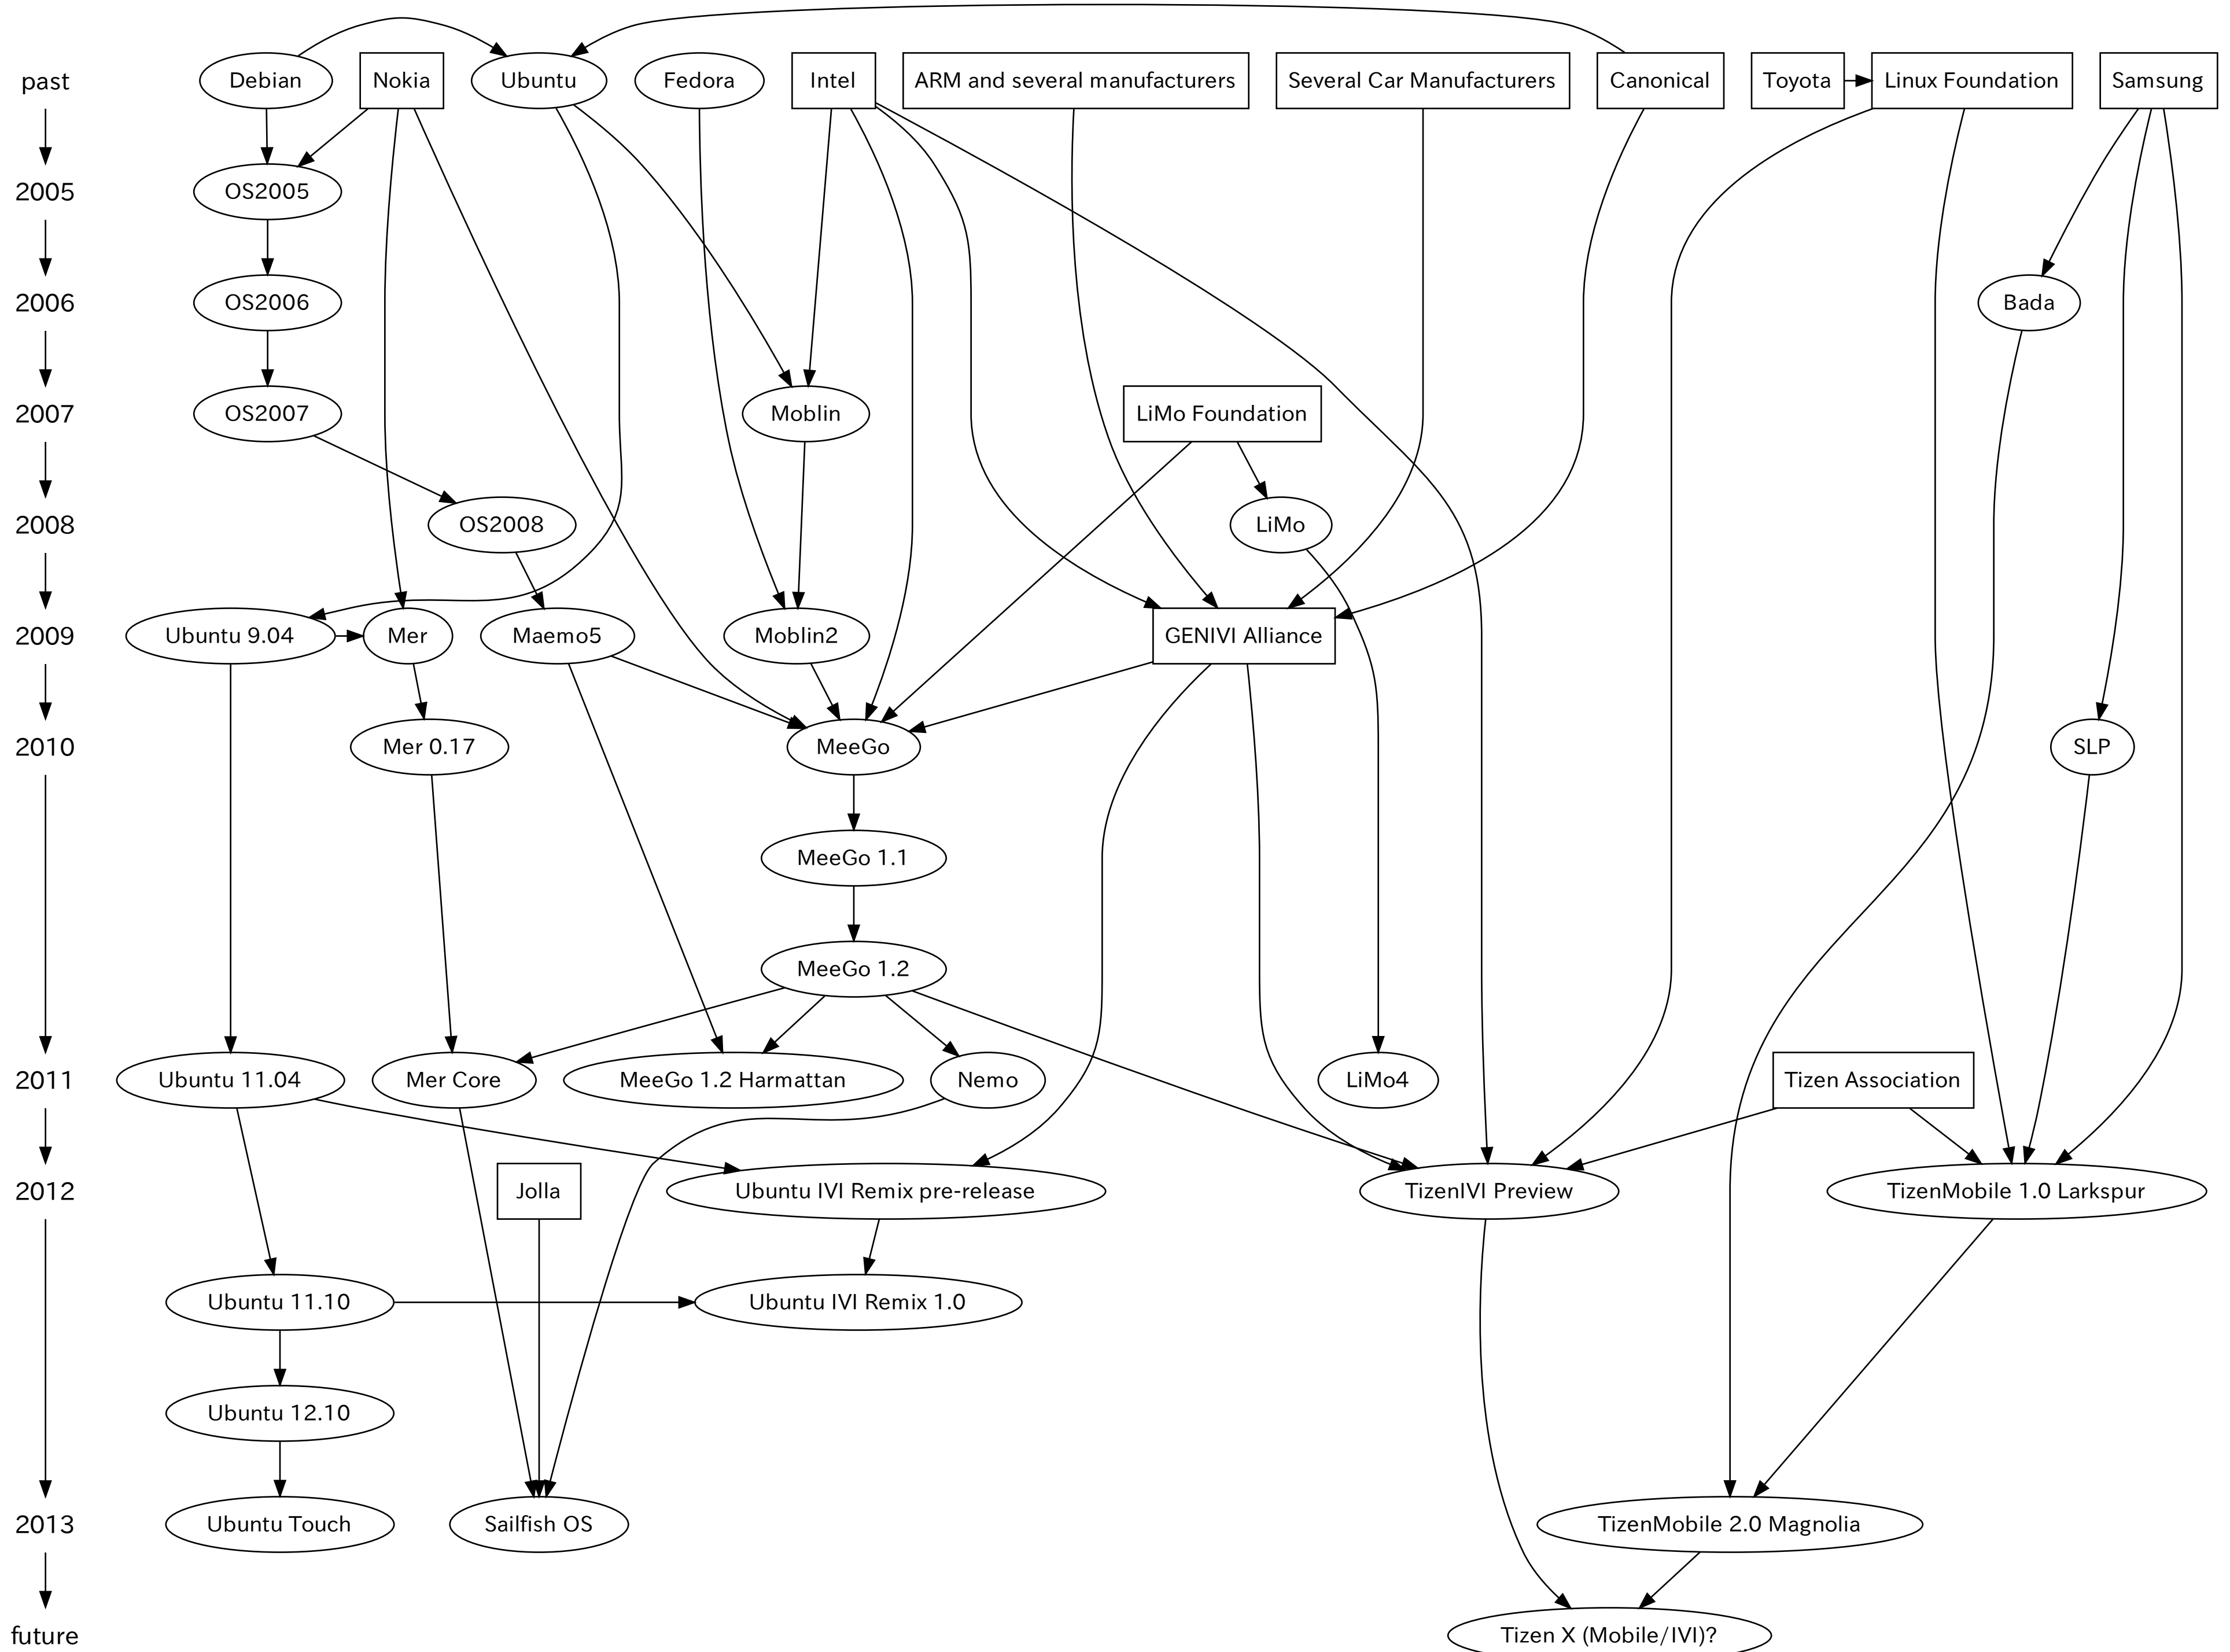 past
Debian
Nokia
Ubuntu
Fedora
Intel
ARM and several manufacturers
Several Car Manufacturers
Canonical
Toyota
Linux Foundation
Samsung
2005
OS2005
2006
OS2006
Bada
2007
OS2007
Moblin
LiMo Foundation
2008
OS2008
LiMo
2009
Ubuntu 9.04
Mer
Maemo5
Moblin2
GENIVI Alliance
2010
Mer 0.17
MeeGo
SLP
MeeGo 1.1
MeeGo 1.2
2011
Ubuntu 11.04
Mer Core
MeeGo 1.2 Harmattan
Nemo
LiMo4
Tizen Association
2012
Jolla
Ubuntu IVI Remix pre-release
TizenIVI Preview
TizenMobile 1.0 Larkspur
Ubuntu 11.10
Ubuntu IVI Remix 1.0
Ubuntu 12.10
2013
Ubuntu Touch
Sailfish OS
TizenMobile 2.0 Magnolia
future
Tizen X (Mobile/IVI)?